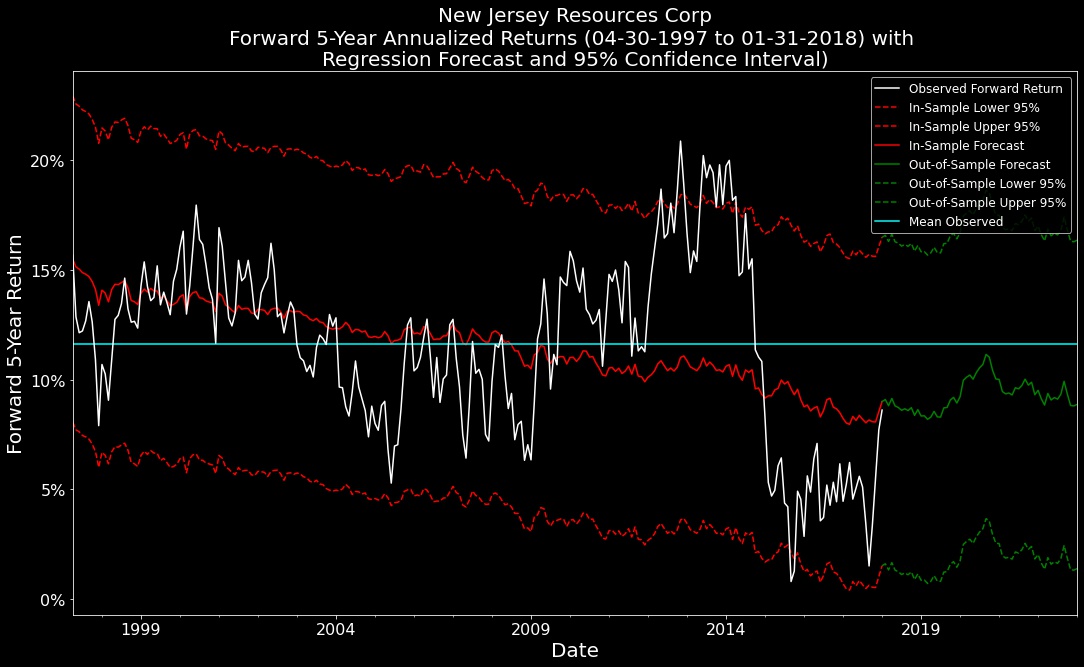 New Jersey Resources Corp
Forward 5-Year Annualized Returns (04-30-1997 to 01-31-2018) with
Regression Forecast and 95% Confidence Interval)
Observed Forward Return
In-Sample Lower 95%
In-Sample Upper 95%
In-Sample Forecast
Out-of-Sample Forecast
Out-of-Sample Lower 95%
Out-of-Sample Upper 95%
Mean Observed
Forward 5-Year Return
20%
15%
10%
5%
0%
1999
2004
2009
2014
2019
Date